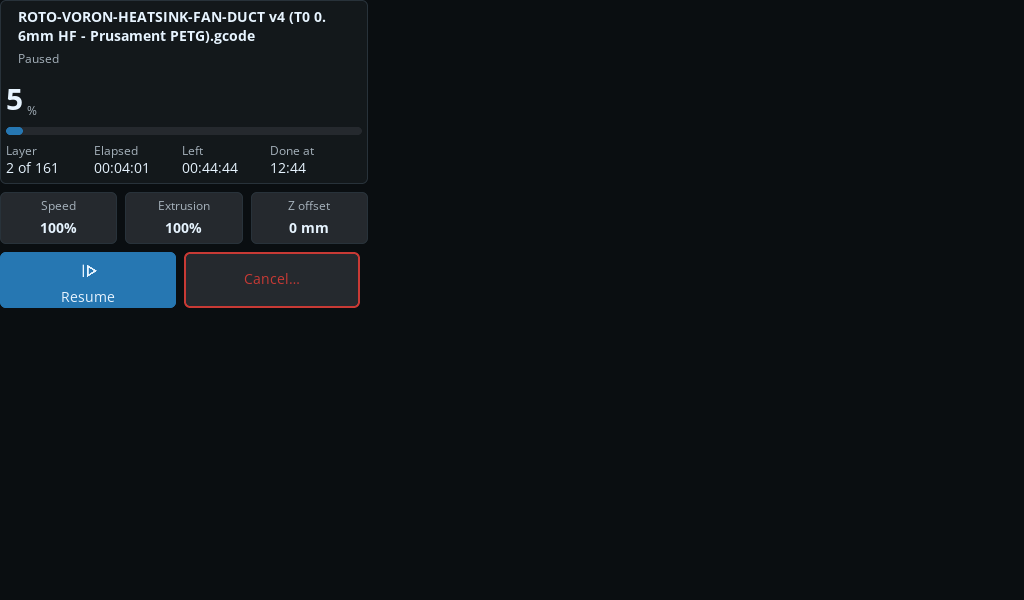 ROTO-VORON-HEATSINK-FAN-DUCT v4 (T0 0.
6mm HF - Prusament PETG).gcode
Paused
5 %
Layer Elapsed Left Done at
2 of 161 00:04:01 00:44:44 12:44
Speed Extrusion Z offset
100% 100% 0 mm
Resume Cancel...